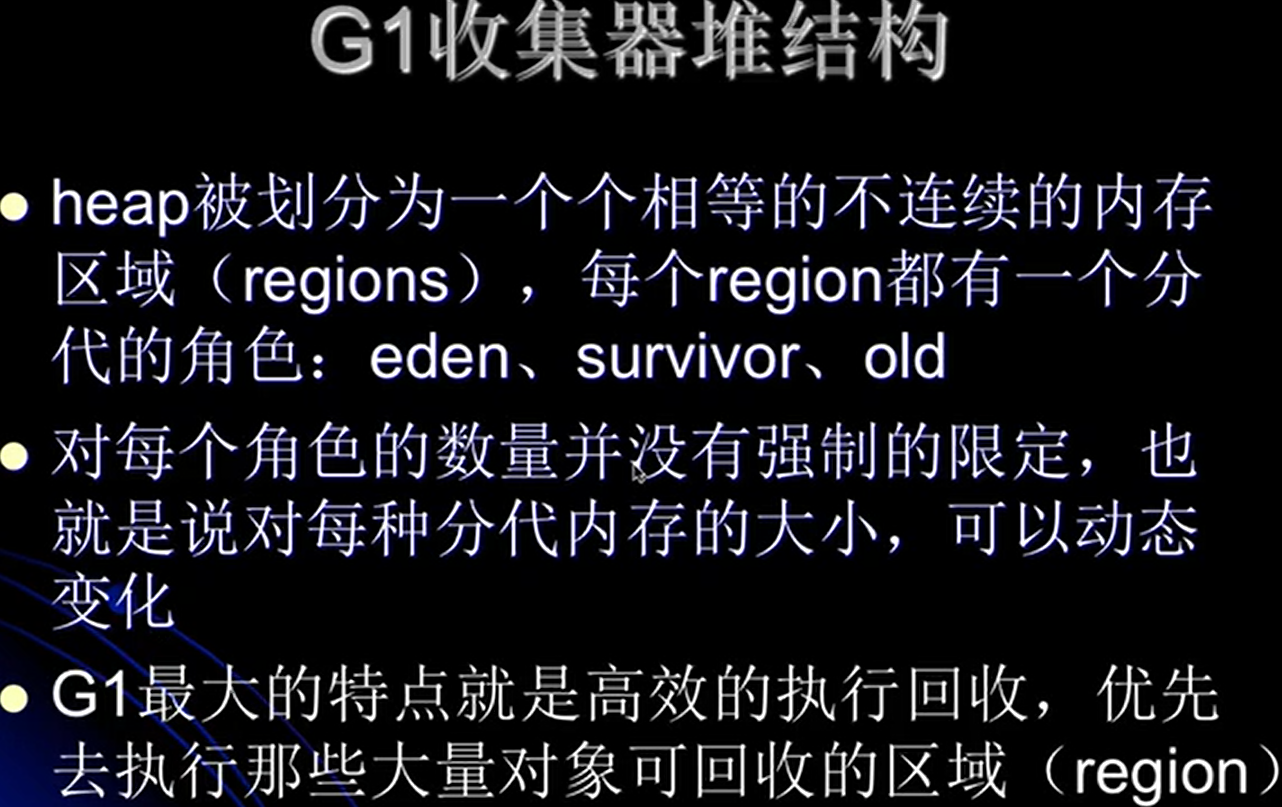 G1收集器堆结构
heap被划分为一个个相等的不连续的内存
区域（regions），每个region都有一个分
代的角色：eden、survivor、old
对每个角色的数量并没有强制的限定，也
就是说对每种分代内存的大小，可以动态
变化
G1最大的特点就是高效的执行回收，优先
去执行那些大量对象可回收的区域（region）